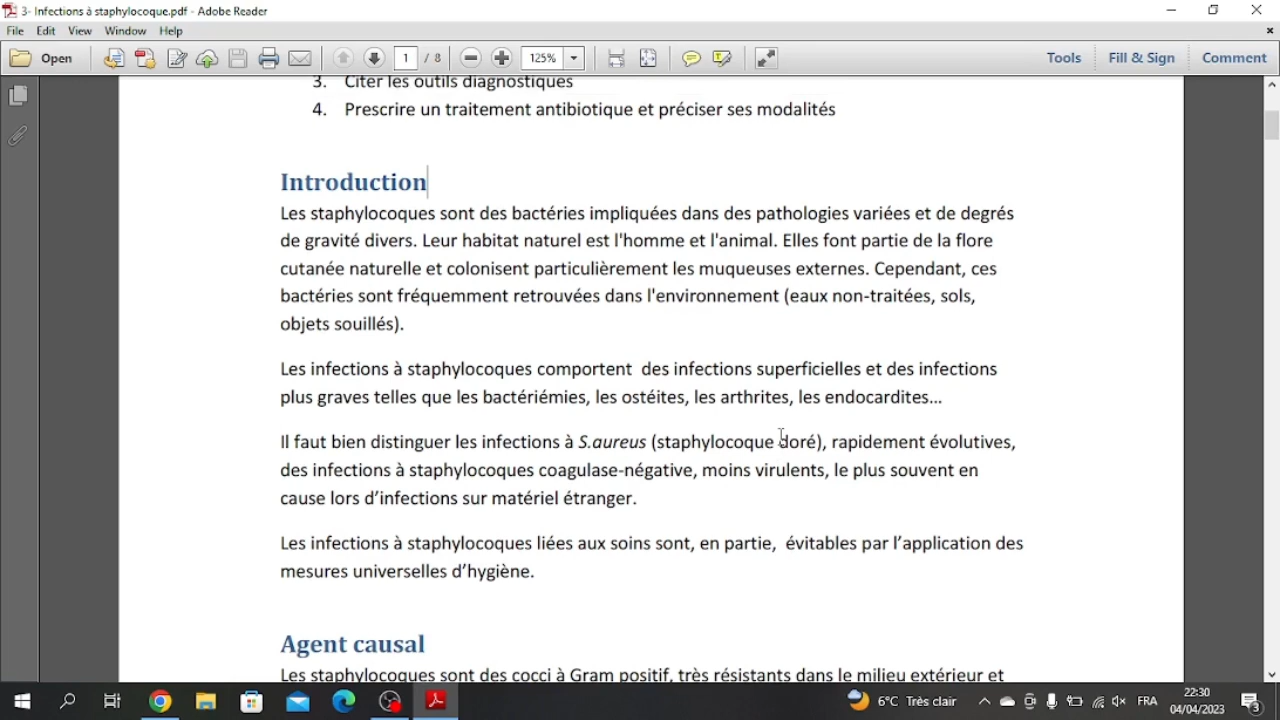 3- Infections à staphylocoque.pdf - Adobe Reader
File Edit View Window Help
Open 1 / 8 125% Tools Fill & Sign Comment
3. Citer les outils diagnostiques
4. Prescrire un traitement antibiotique et préciser ses modalités
Introduction
Les staphylocoques sont des bactéries impliquées dans des pathologies variées et de degrés
de gravité divers. Leur habitat naturel est l'homme et l'animal. Elles font partie de la flore
cutanée naturelle et colonisent particulièrement les muqueuses externes. Cependant, ces
bactéries sont fréquemment retrouvées dans l'environnement (eaux non-traitées, sols,
objets souillés).
Les infections à staphylocoques comportent des infections superficielles et des infections
plus graves telles que les bactériémies, les ostéites, les arthrites, les endocardites…
Il faut bien distinguer les infections à S.aureus (staphylocoque doré), rapidement évolutives,
des infections à staphylocoques coagulase-négative, moins virulents, le plus souvent en
cause lors d’infections sur matériel étranger.
Les infections à staphylocoques liées aux soins sont, en partie, évitables par l’application des
mesures universelles d’hygiène.
Agent causal
Les staphylocoques sont des cocci à Gram positif, très résistants dans le milieu extérieur et
6°C Très clair FRA 22:30
04/04/2023 3